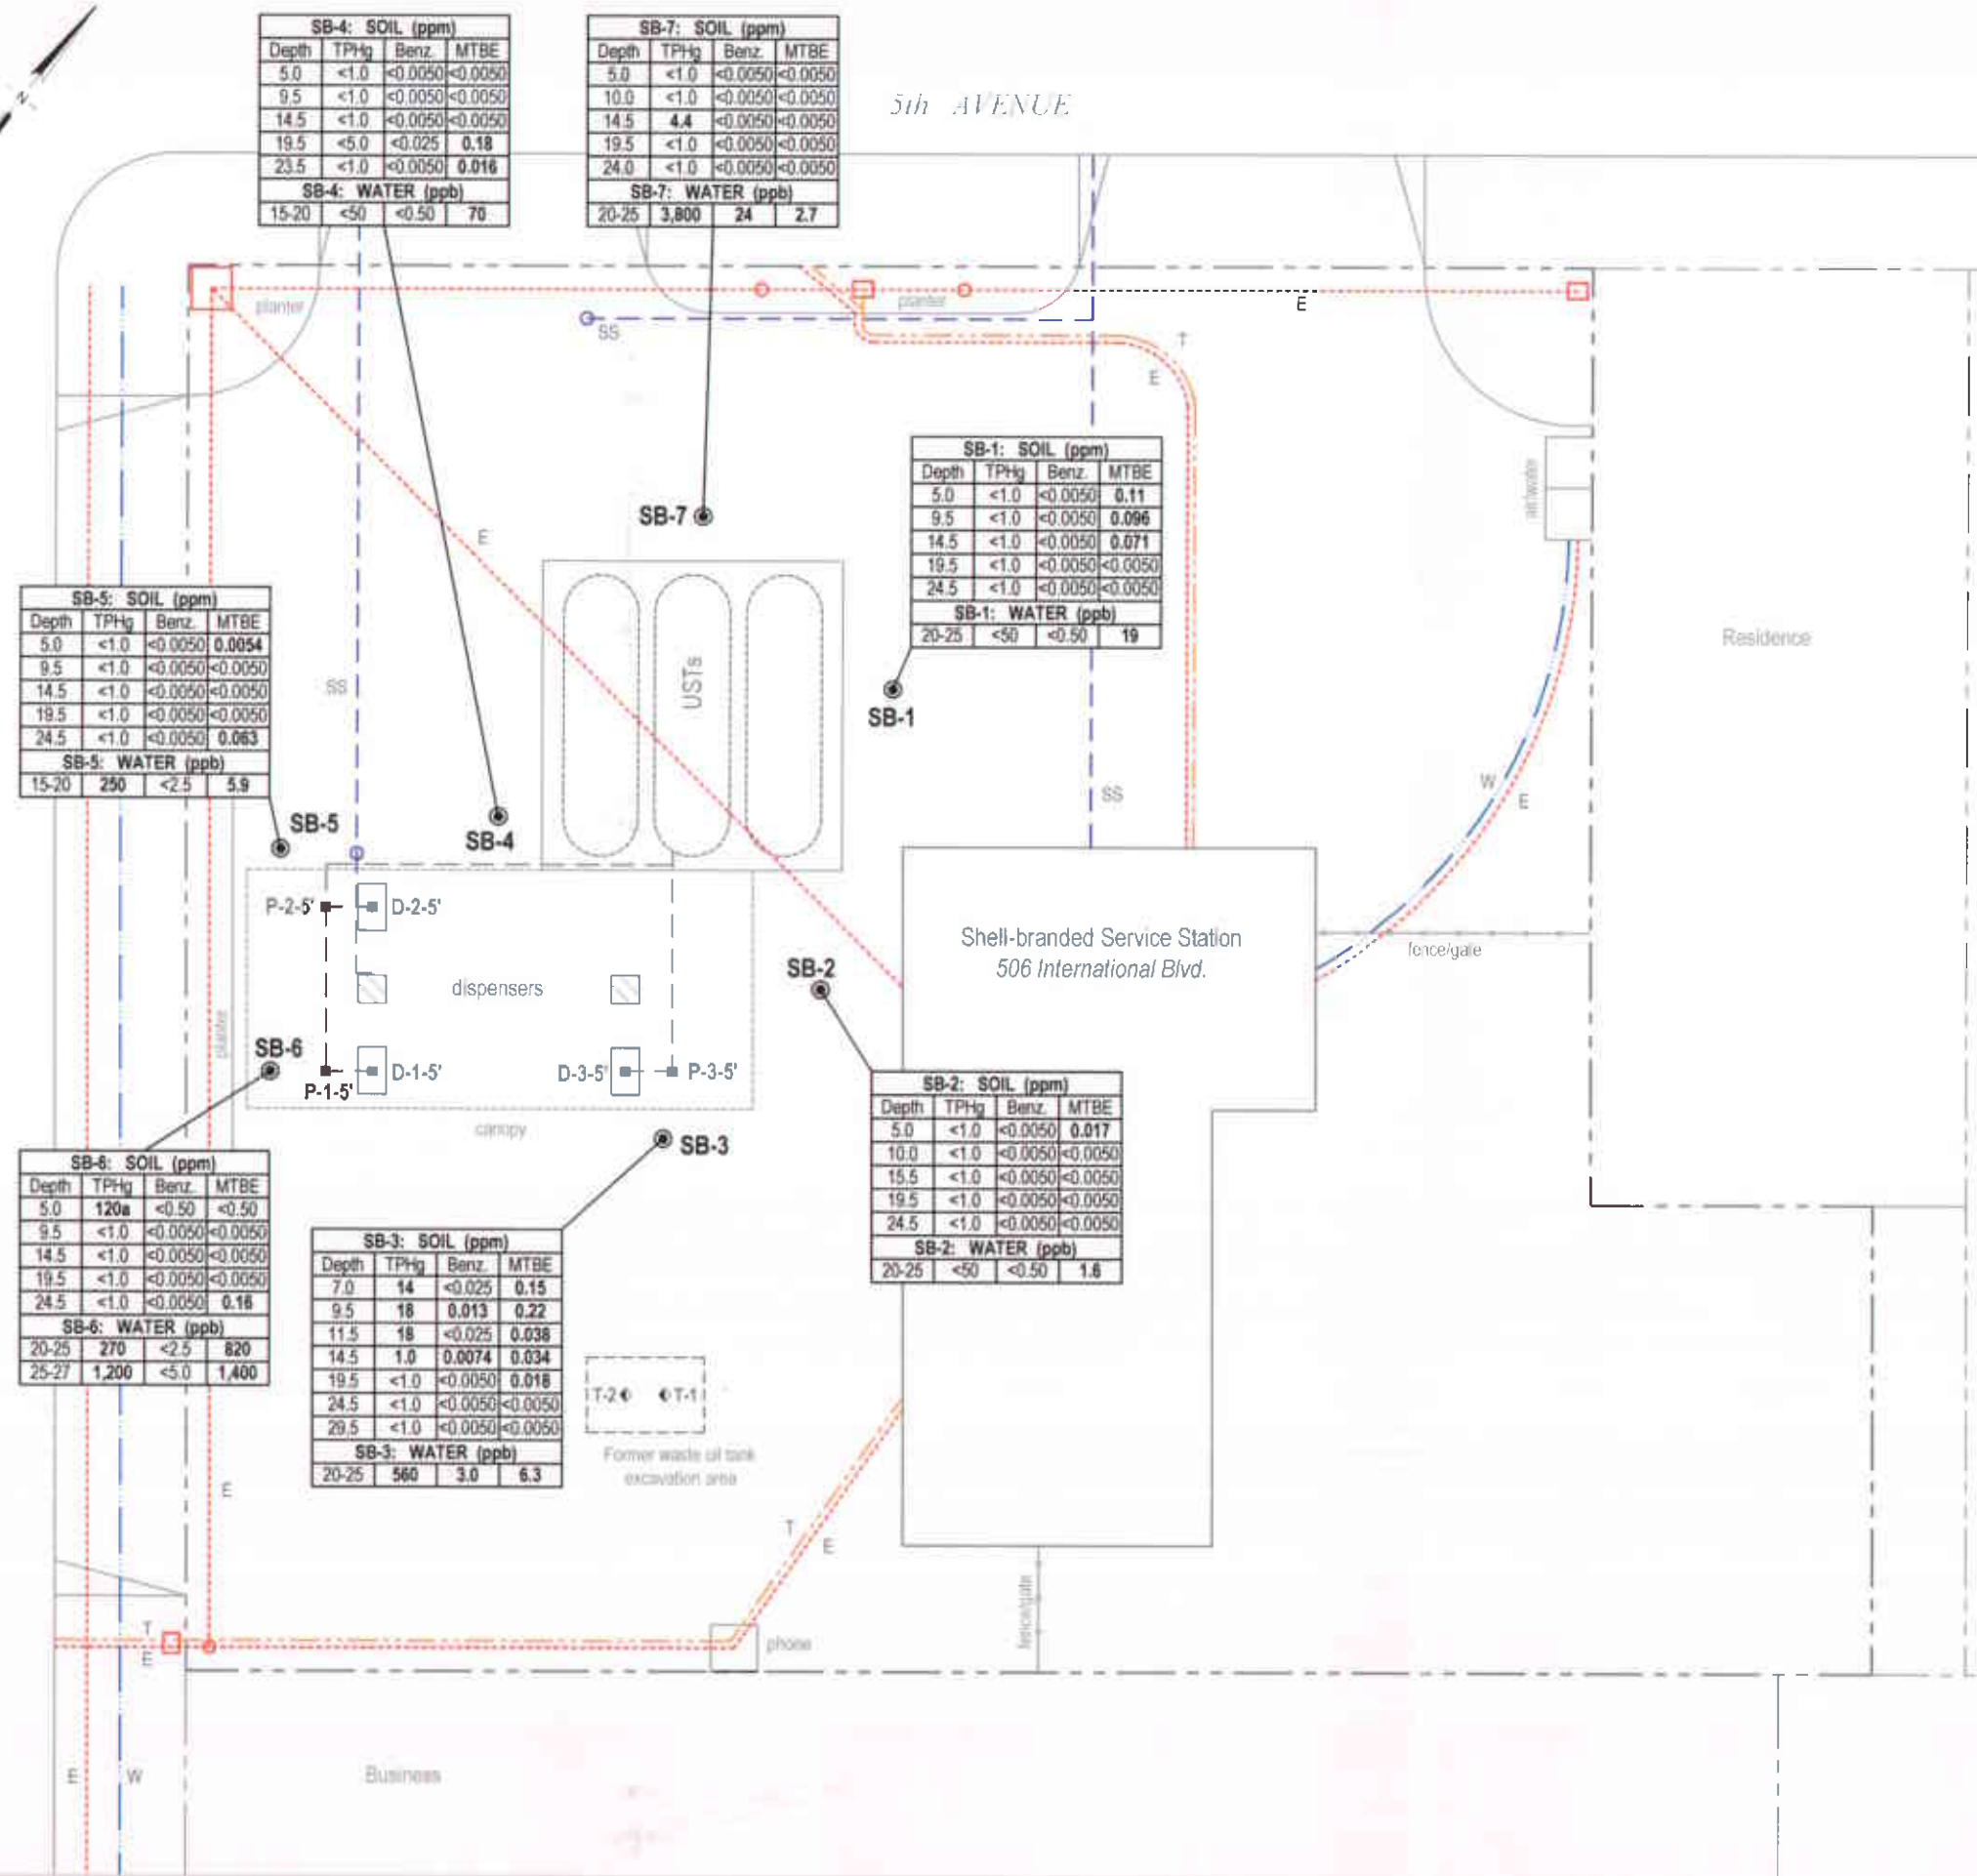 N
SB-4: SOIL (ppm)
Depth TPHg Benz. MTBE
5.0 <1.0 <0.0050 <0.0050
9.5 <1.0 <0.0050 <0.0050
14.5 <1.0 <0.0050 <0.0050
19.5 <5.0 <0.025 0.18
23.5 <1.0 <0.0050 0.016
SB-4: WATER (ppb)
15-20 <50 <0.50 70
SB-7: SOIL (ppm)
Depth TPHg Benz. MTBE
5.0 <1.0 <0.0050 <0.0050
10.0 <1.0 <0.0050 <0.0050
14.5 4.4 <0.0050 <0.0050
19.5 <1.0 <0.0050 <0.0050
24.0 <1.0 <0.0050 <0.0050
SB-7: WATER (ppb)
20-25 3,800 24 2.7
5th AVENUE
planter
planter
E
SS
T
E
SB-1: SOIL (ppm)
Depth TPHg Benz. MTBE
5.0 <1.0 <0.0050 0.11
9.5 <1.0 <0.0050 0.096
14.5 <1.0 <0.0050 0.071
19.5 <1.0 <0.0050 <0.0050
24.5 <1.0 <0.0050 <0.0050
SB-1: WATER (ppb)
20-25 <50 <0.50 19
air/water
SB-7
E
SB-5: SOIL (ppm)
Depth TPHg Benz. MTBE
5.0 <1.0 <0.0050 0.0054
9.5 <1.0 <0.0050 <0.0050
14.5 <1.0 <0.0050 <0.0050
19.5 <1.0 <0.0050 <0.0050
24.5 <1.0 <0.0050 0.063
SB-5: WATER (ppb)
15-20 250 <2.5 5.9
Residence
SS
USTs
SB-1
W
E
SS
SB-5
SB-4
P-2-5'
D-2-5'
Shell-branded Service Station
506 International Blvd.
fence/gate
SB-2
dispensers
planter
SB-6
P-1-5'
D-1-5'
D-3-5'
P-3-5'
canopy
SB-3
SB-2: SOIL (ppm)
Depth TPHg Benz. MTBE
5.0 <1.0 <0.0050 0.017
10.0 <1.0 <0.0050 <0.0050
15.5 <1.0 <0.0050 <0.0050
19.5 <1.0 <0.0050 <0.0050
24.5 <1.0 <0.0050 <0.0050
SB-2: WATER (ppb)
20-25 <50 <0.50 1.6
SB-6: SOIL (ppm)
Depth TPHg Benz. MTBE
5.0 120a <0.50 <0.50
9.5 <1.0 <0.0050 <0.0050
14.5 <1.0 <0.0050 <0.0050
19.5 <1.0 <0.0050 <0.0050
24.5 <1.0 <0.0050 0.16
SB-6: WATER (ppb)
20-25 270 <2.5 820
25-27 1,200 <5.0 1,400
SB-3: SOIL (ppm)
Depth TPHg Benz. MTBE
7.0 14 <0.025 0.15
9.5 18 0.013 0.22
11.5 18 <0.025 0.038
14.5 1.0 0.0074 0.034
19.5 <1.0 <0.0050 0.018
24.5 <1.0 <0.0050 <0.0050
29.5 <1.0 <0.0050 <0.0050
SB-3: WATER (ppb)
20-25 560 3.0 6.3
T-2
T-1
Former waste oil tank
excavation area
E
T
E
fence/gate
T
E
phone
E
W
Business